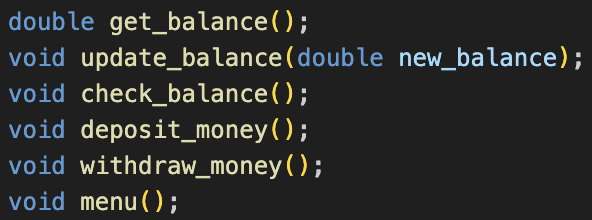 double get_balance();
void update_balance(double new_balance);
void check_balance();
void deposit_money();
void withdraw_money();
void menu();